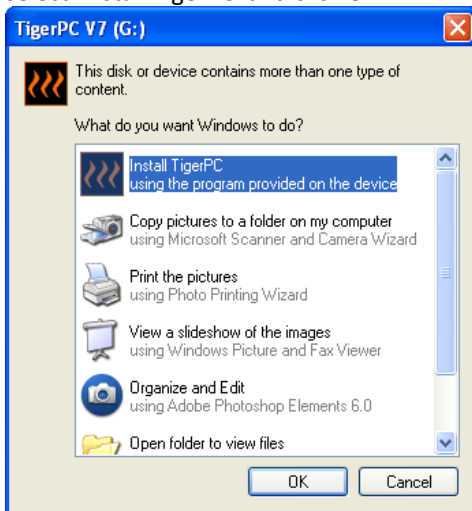 TigerPC V7 (G:)
This disk or device contains more than one type of
content.
What do you want Windows to do?
Install TigerPC
using the program provided on the device
Copy pictures to a folder on my computer
using Microsoft Scanner and Camera Wizard
Print the pictures
using Photo Printing Wizard
View a slideshow of the images
using Windows Picture and Fax Viewer
Organize and Edit
using Adobe Photoshop Elements 6.0
Open folder to view files
OK
Cancel